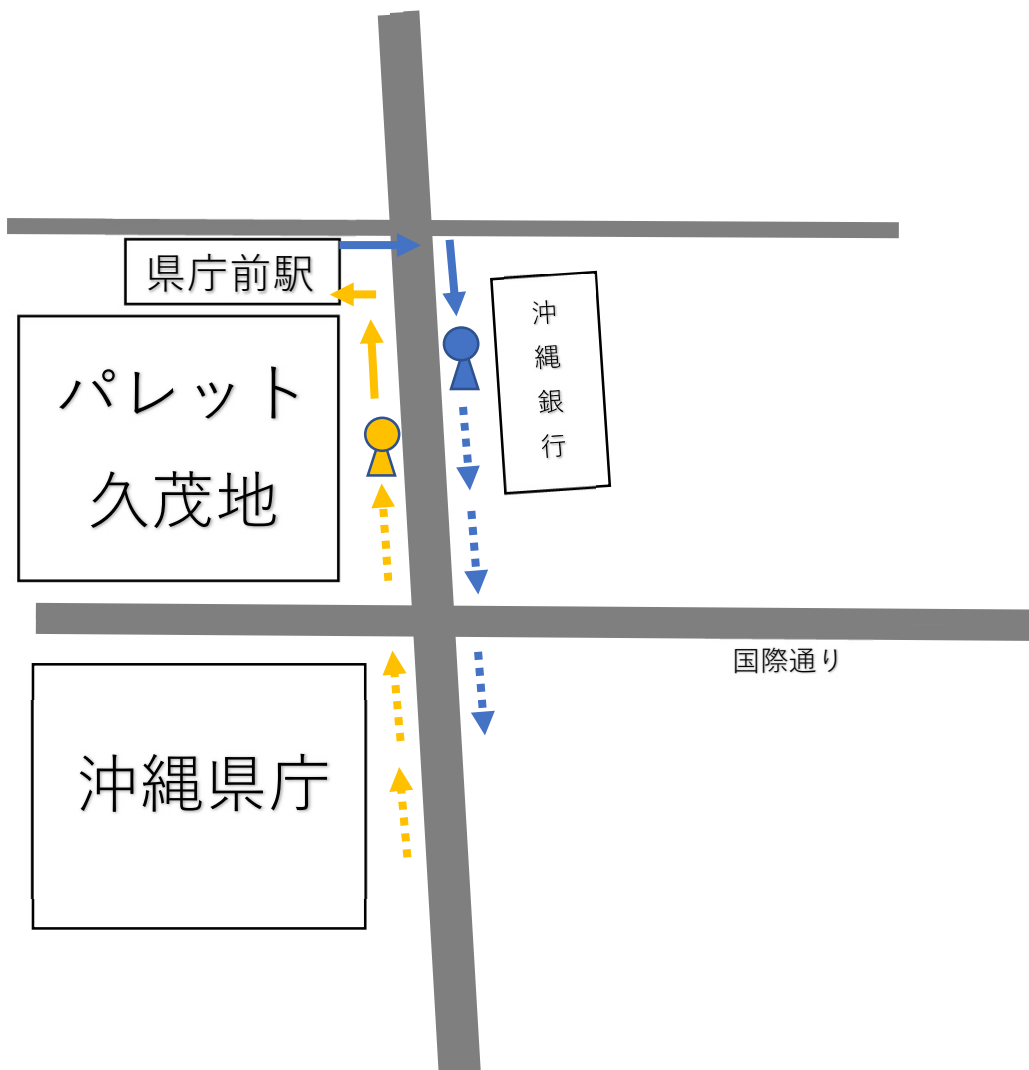 県庁前駅
パレット
久茂地
沖縄銀行
国際通り
沖縄県庁